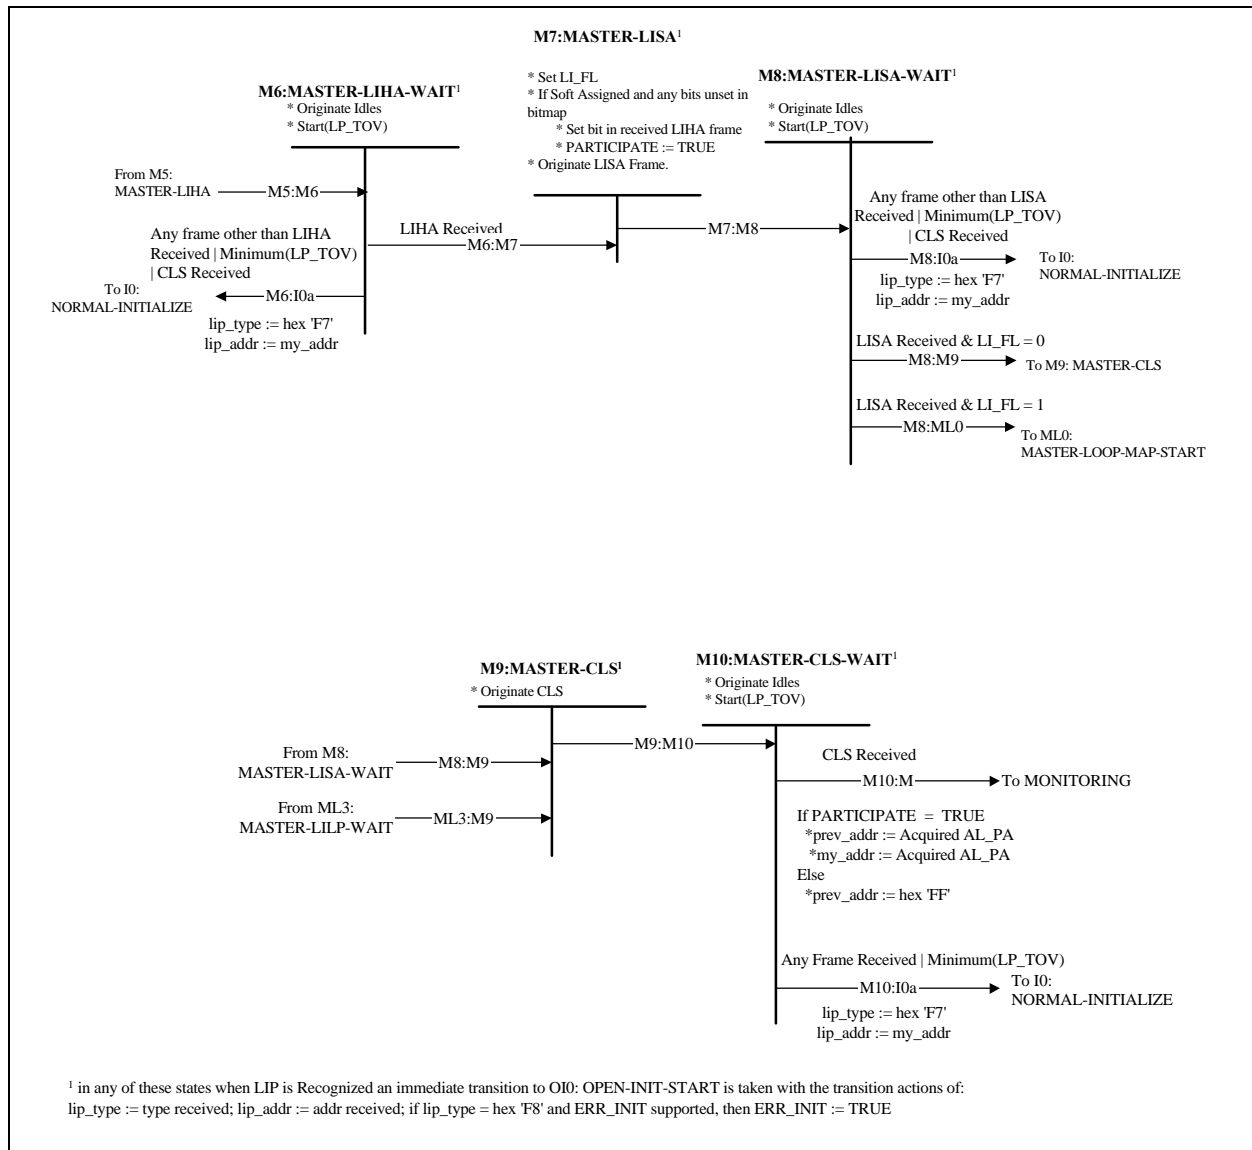 M7:MASTER-LISA¹
* Set LI_FL
* If Soft Assigned and any bits unset in
bitmap
* Set bit in received LIHA frame
* PARTICIPATE := TRUE
* Originate LISA Frame.
M6:MASTER-LIHA-WAIT¹
* Originate Idles
* Start(LP_TOV)
M8:MASTER-LISA-WAIT¹
* Originate Idles
* Start(LP_TOV)
From M5:
MASTER-LIHA
M5:M6
Any frame other than LIHA
Received | Minimum(LP_TOV)
| CLS Received
To I0:
NORMAL-INITIALIZE
M6:I0a
lip_type := hex 'F7'
lip_addr := my_addr
LIHA Received
M6:M7
M7:M8
Any frame other than LISA
Received | Minimum(LP_TOV)
| CLS Received
M8:I0a
To I0:
NORMAL-INITIALIZE
lip_type := hex 'F7'
lip_addr := my_addr
LISA Received & LI_FL = 0
M8:M9
To M9: MASTER-CLS
LISA Received & LI_FL = 1
M8:ML0
To ML0:
MASTER-LOOP-MAP-START
M9:MASTER-CLS¹
* Originate CLS
M10:MASTER-CLS-WAIT¹
* Originate Idles
* Start(LP_TOV)
From M8:
MASTER-LISA-WAIT
M8:M9
From ML3:
MASTER-LILP-WAIT
ML3:M9
M9:M10
CLS Received
M10:M
To MONITORING
If PARTICIPATE = TRUE
*prev_addr := Acquired AL_PA
*my_addr := Acquired AL_PA
Else
*prev_addr := hex 'FF'
Any Frame Received | Minimum(LP_TOV)
M10:I0a
To I0:
NORMAL-INITIALIZE
lip_type := hex 'F7'
lip_addr := my_addr
¹ in any of these states when LIP is Recognized an immediate transition to OI0: OPEN-INIT-START is taken with the transition actions of:
lip_type := type received; lip_addr := addr received; if lip_type = hex 'F8' and ERR_INIT supported, then ERR_INIT := TRUE